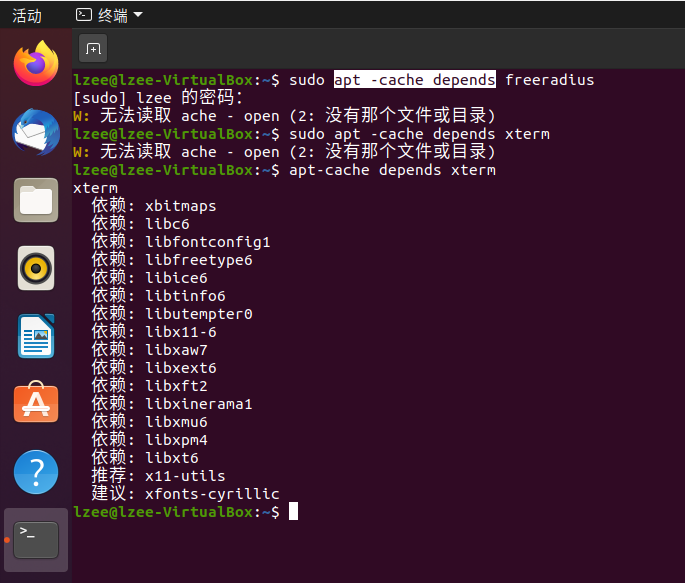 活动 终端
lzee@lzee-VirtualBox:~$ sudo apt -cache depends freeradius
[sudo] lzee 的密码：
W: 无法读取 ache - open (2: 没有那个文件或目录)
lzee@lzee-VirtualBox:~$ sudo apt -cache depends xterm
W: 无法读取 ache - open (2: 没有那个文件或目录)
lzee@lzee-VirtualBox:~$ apt-cache depends xterm
xterm
依赖: xbitmaps
依赖: libc6
依赖: libfontconfig1
依赖: libfreetype6
依赖: libice6
依赖: libtinfo6
依赖: libutempter0
依赖: libx11-6
依赖: libxaw7
依赖: libxext6
依赖: libxft2
依赖: libxinerama1
依赖: libxmu6
依赖: libxpm4
依赖: libxt6
推荐: x11-utils
建议: xfonts-cyrillic
lzee@lzee-VirtualBox:~$